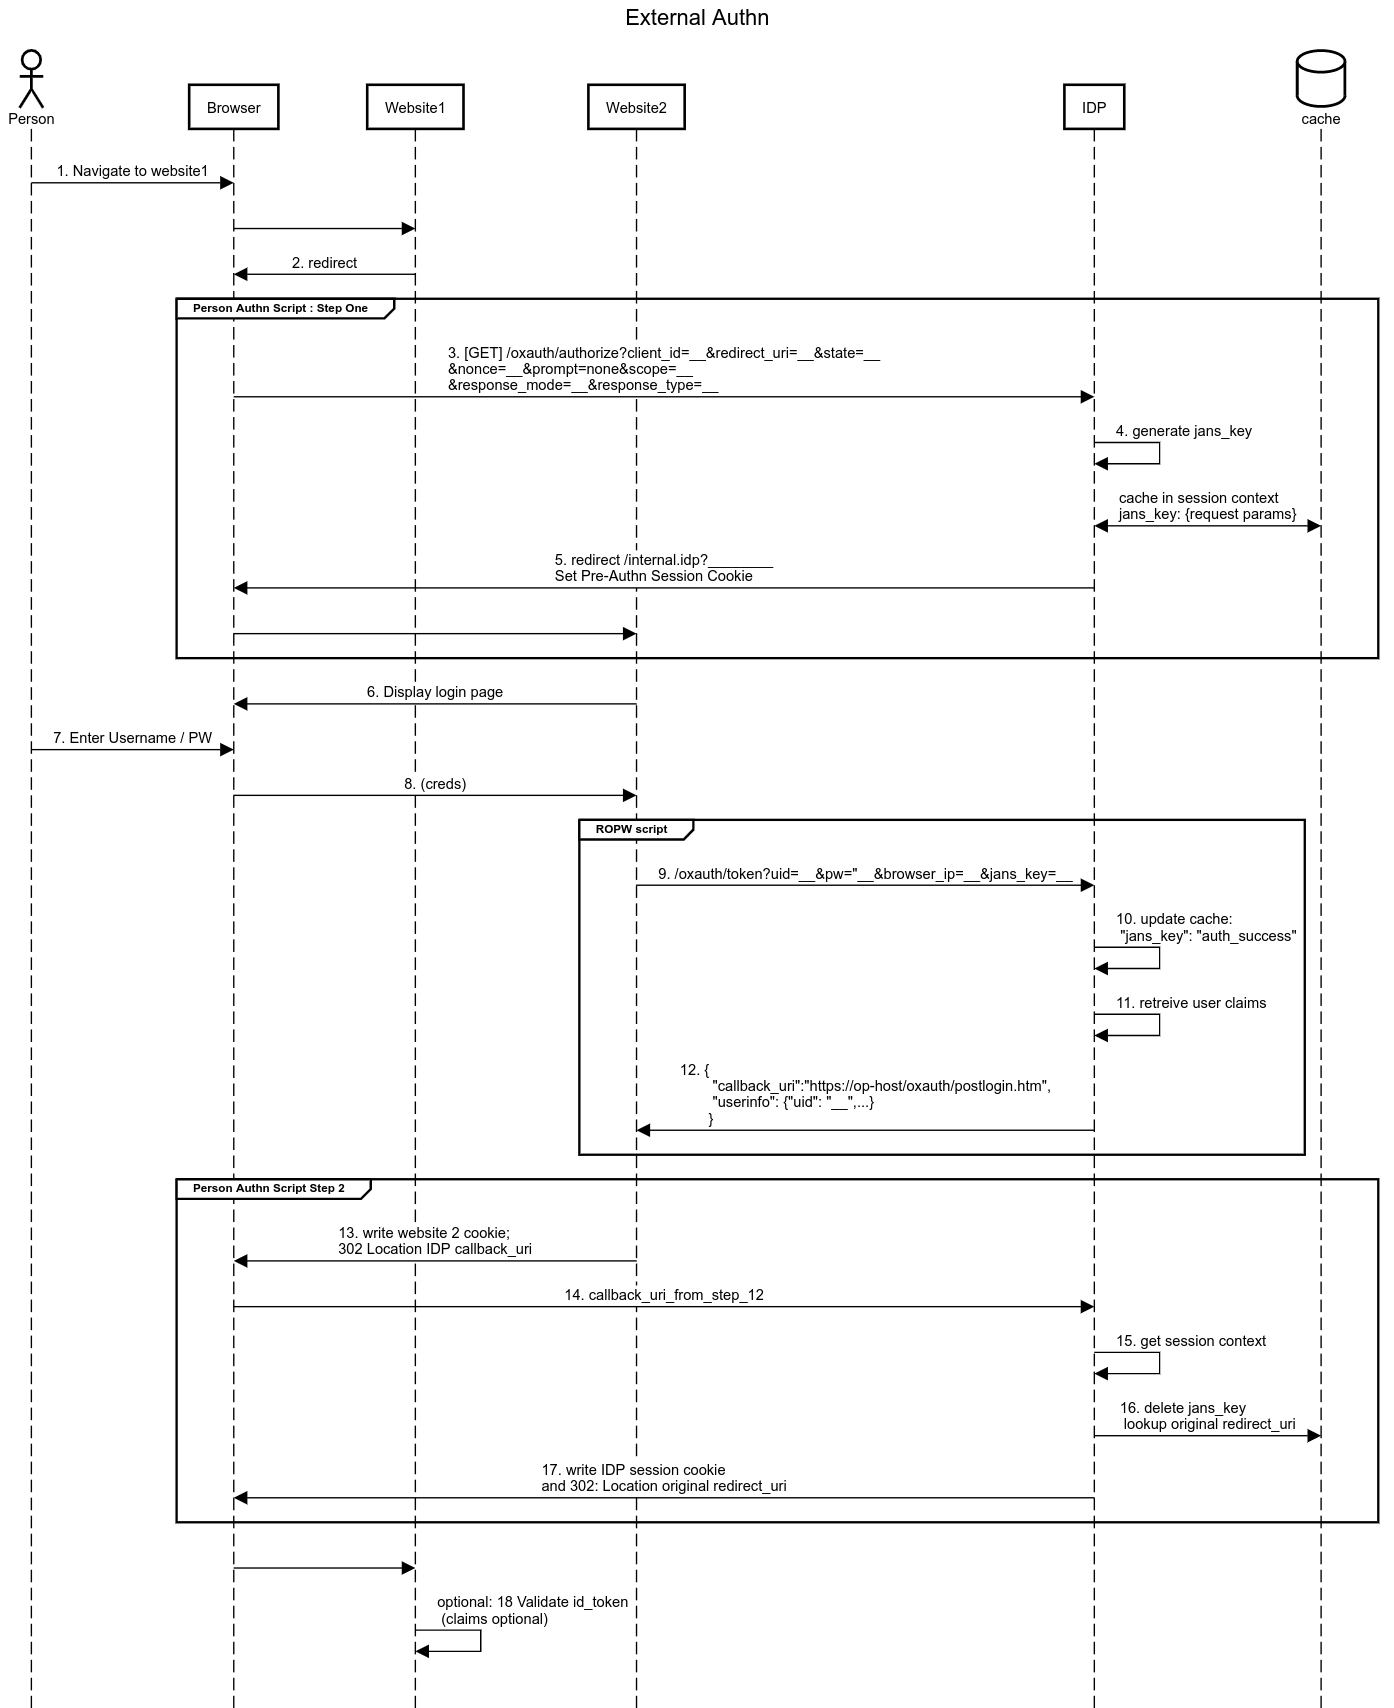 External Authn
Person
Browser
Website1
Website2
IDP
cache
1. Navigate to website1
2. redirect
Person Authn Script : Step One
3. [GET] /oxauth/authorize?client_id=__&redirect_uri=__&state=__
&nonce=__&prompt=none&scope=__
&response_mode=__&response_type=__
4. generate jans_key
cache in session context
jans_key: {request params}
5. redirect /internal.idp?________
Set Pre-Authn Session Cookie
6. Display login page
7. Enter Username / PW
8. (creds)
ROPW script
9. /oxauth/token?uid=__&pw="__&browser_ip=__&jans_key=__
10. update cache:
"jans_key": "auth_success"
11. retreive user claims
12. {
"callback_uri":"https://op-host/oxauth/postlogin.htm",
"userinfo": {"uid": "__",...}
}
Person Authn Script Step 2
13. write website 2 cookie;
302 Location IDP callback_uri
14. callback_uri_from_step_12
15. get session context
16. delete jans_key
lookup original redirect_uri
17. write IDP session cookie
and 302: Location original redirect_uri
optional: 18 Validate id_token
(claims optional)